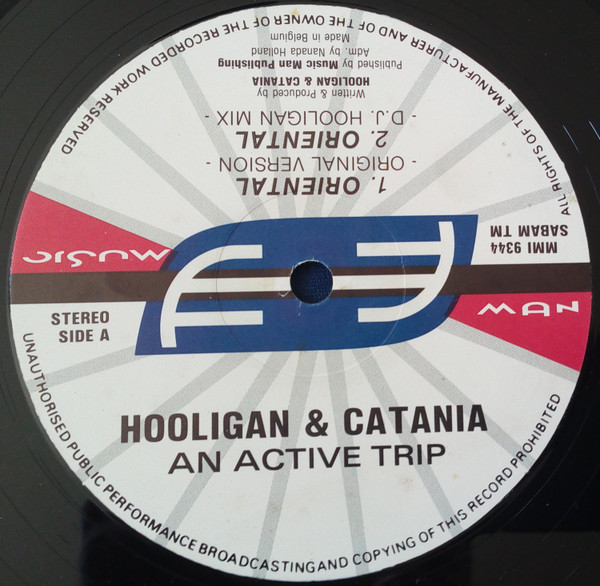 ALL RIGHTS OF THE MANUFACTURER AND OF THE OWNER OF THE RECORDED WORK RESERVED
1. ORIENTAL
- ORIGINAL VERSION -
2. ORIENTAL
- D.J. HOOLIGAN MIX -
Written & Produced by
HOOLIGAN & CATANIA
Published by Music Man Publishing
Adm. by Nanada Holland
Made in Belgium
MMI 9344
SABAM TM
music
man
STEREO
SIDE A
HOOLIGAN & CATANIA
AN ACTIVE TRIP
UNAUTHORISED PUBLIC PERFORMANCE BROADCASTING AND COPYING OF THIS RECORD PROHIBITED